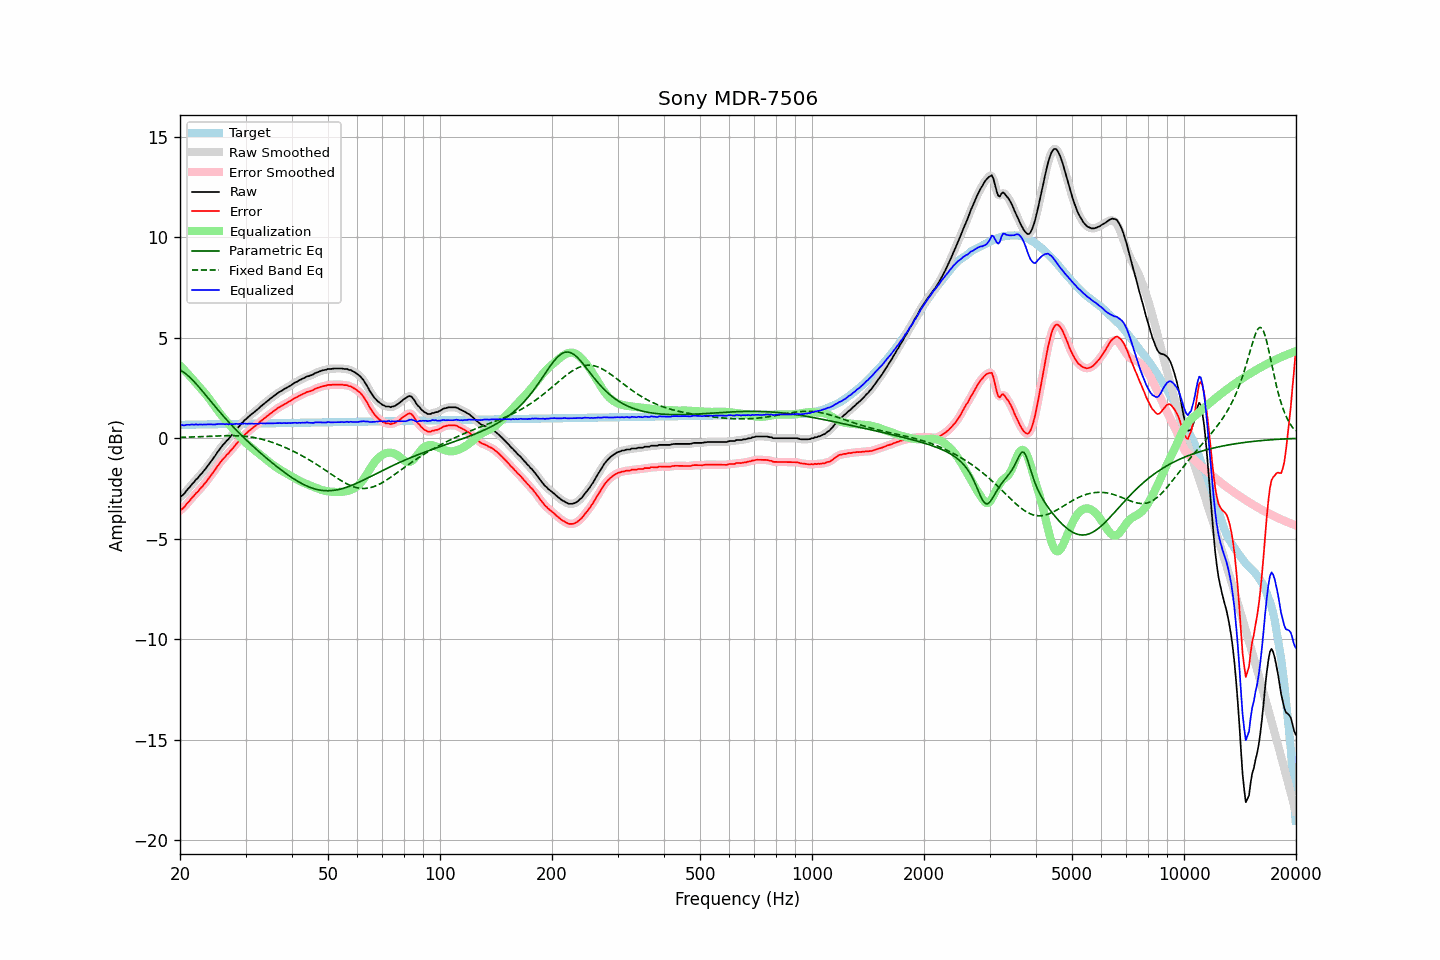 Sony MDR-7506
Target
Raw Smoothed
Error Smoothed
Raw
Error
Equalization
Parametric Eq
Fixed Band Eq
Equalized
15
10
5
0
−5
−10
−15
−20
Amplitude (dBr)
20 50 100 200 500 1000 2000 5000 10000 20000
Frequency (Hz)